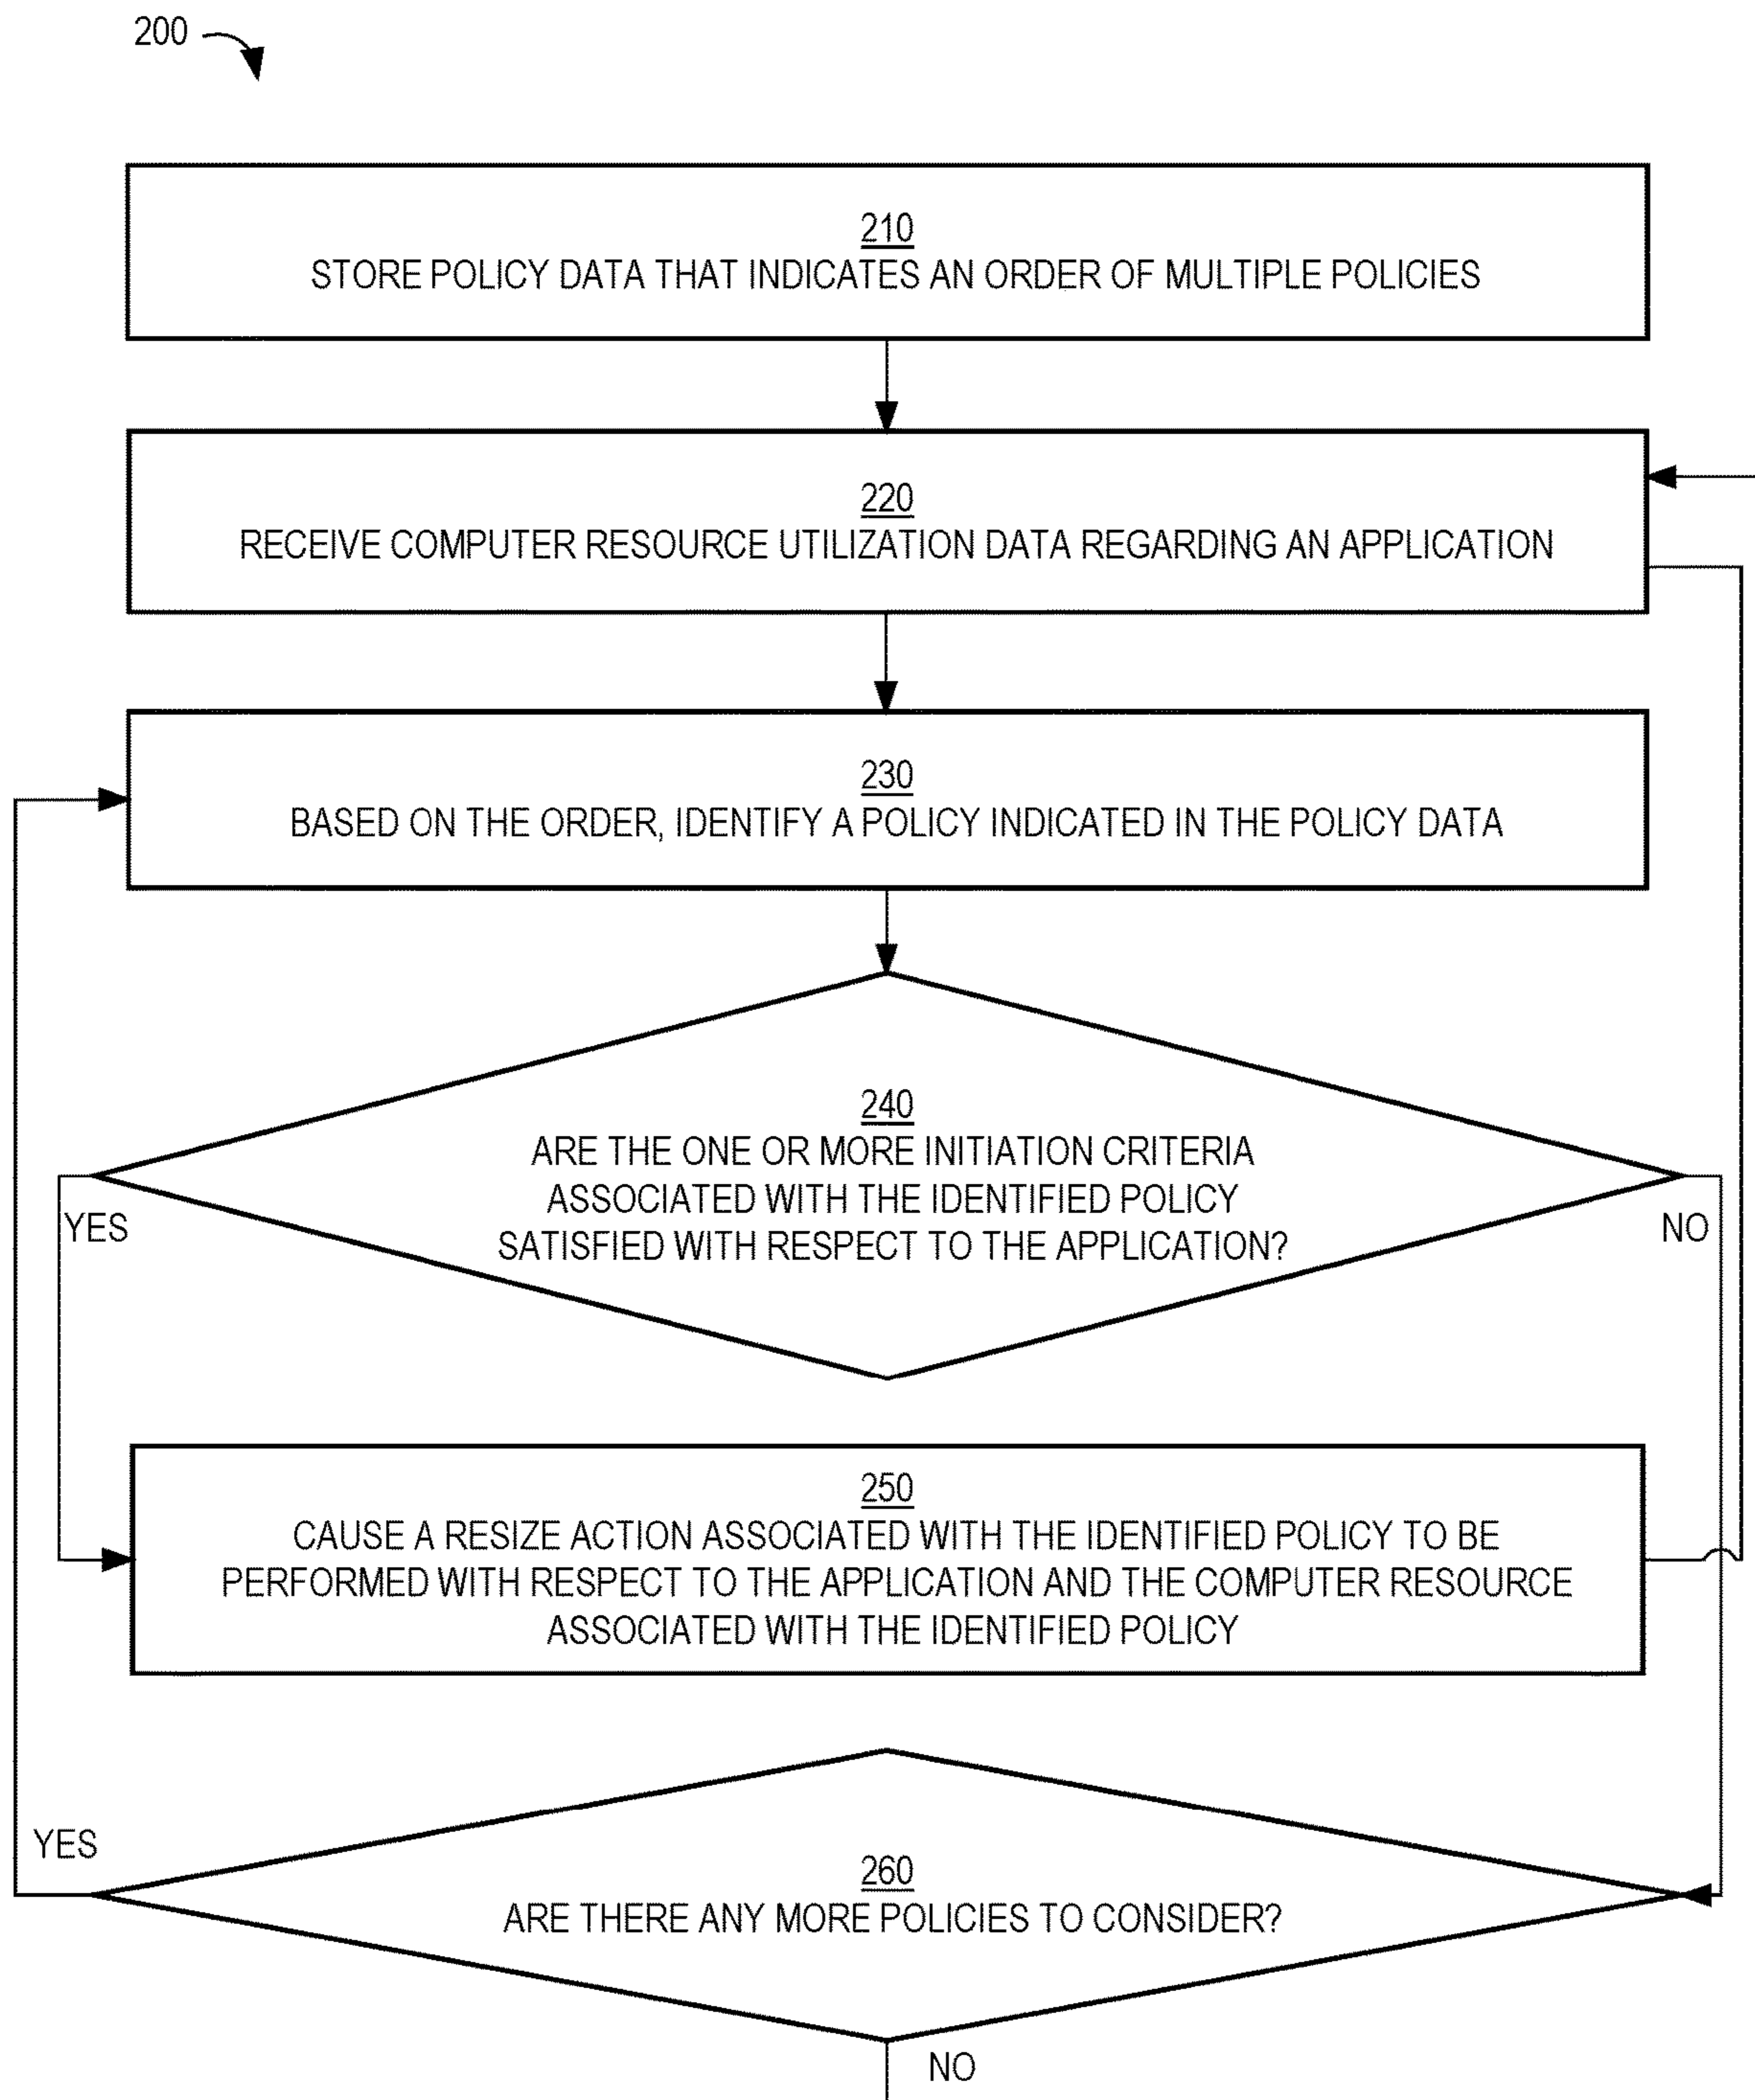 200
210
STORE POLICY DATA THAT INDICATES AN ORDER OF MULTIPLE POLICIES
220
RECEIVE COMPUTER RESOURCE UTILIZATION DATA REGARDING AN APPLICATION
230
BASED ON THE ORDER, IDENTIFY A POLICY INDICATED IN THE POLICY DATA
240
ARE THE ONE OR MORE INITIATION CRITERIA
ASSOCIATED WITH THE IDENTIFIED POLICY
SATISFIED WITH RESPECT TO THE APPLICATION?
YES
NO
250
CAUSE A RESIZE ACTION ASSOCIATED WITH THE IDENTIFIED POLICY TO BE
PERFORMED WITH RESPECT TO THE APPLICATION AND THE COMPUTER RESOURCE
ASSOCIATED WITH THE IDENTIFIED POLICY
YES
260
ARE THERE ANY MORE POLICIES TO CONSIDER?
NO